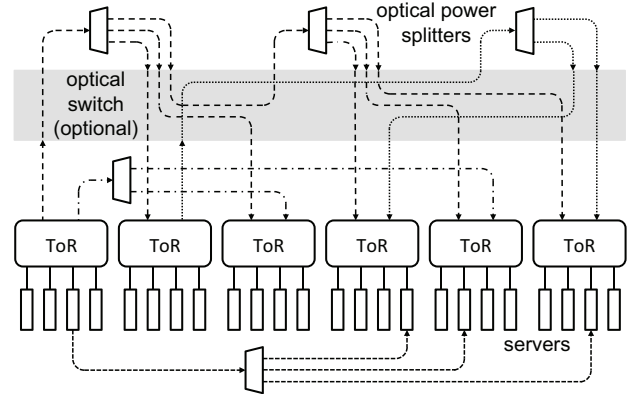 optical power
splitters
optical
switch
(optional)
ToR
ToR
ToR
ToR
ToR
ToR
servers